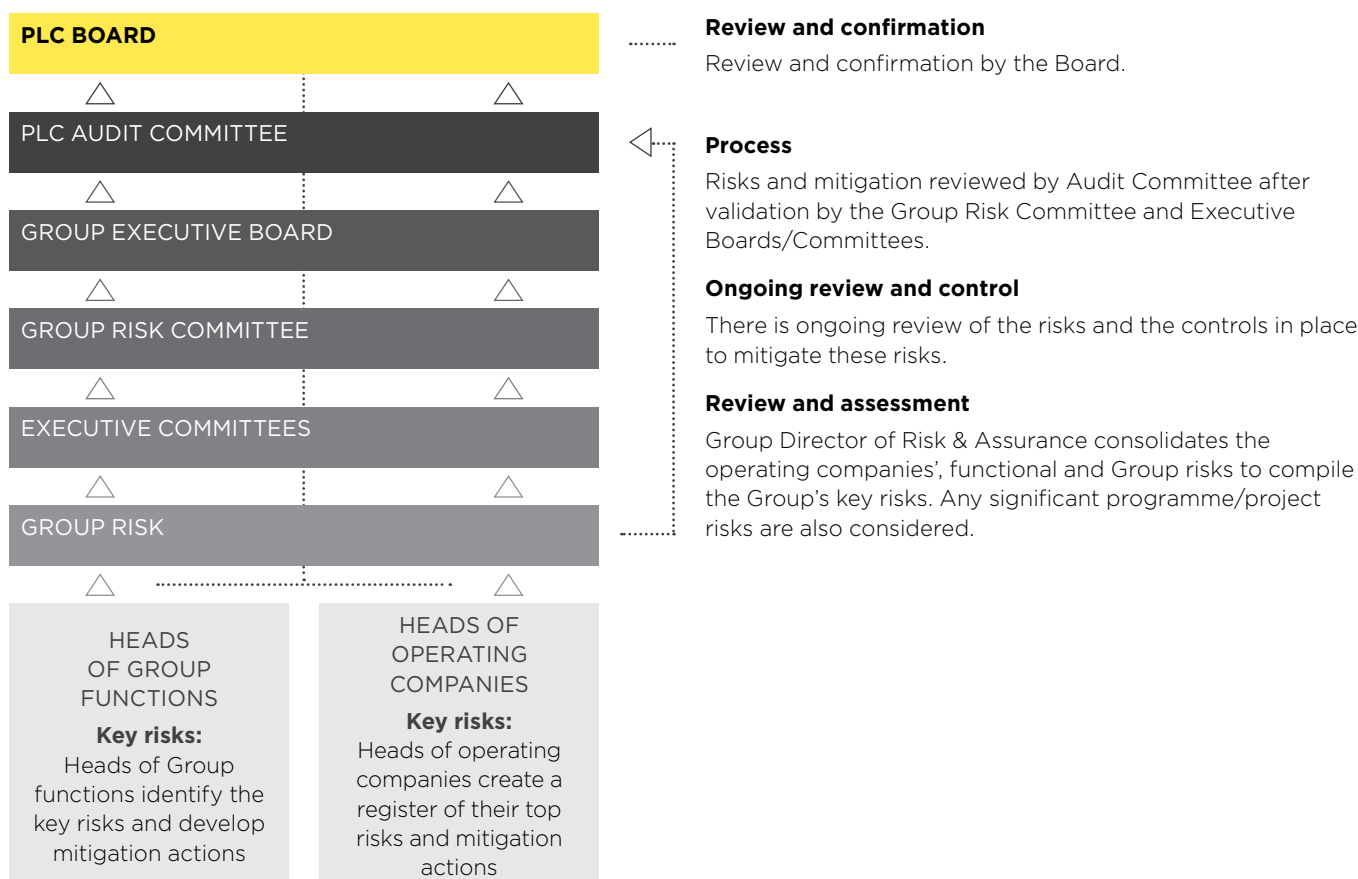 PLC BOARD
PLC AUDIT COMMITTEE
GROUP EXECUTIVE BOARD
GROUP RISK COMMITTEE
EXECUTIVE COMMITTEES
GROUP RISK
HEADS
OF GROUP
FUNCTIONS
Key risks:
Heads of Group
functions identify the
key risks and develop
mitigation actions
HEADS OF
OPERATING
COMPANIES
Key risks:
Heads of operating
companies create a
register of their top
risks and mitigation
actions
Review and confirmation
Review and confirmation by the Board.
Process
Risks and mitigation reviewed by Audit Committee after
validation by the Group Risk Committee and Executive
Boards/Committees.
Ongoing review and control
There is ongoing review of the risks and the controls in place
to mitigate these risks.
Review and assessment
Group Director of Risk & Assurance consolidates the
operating companies’, functional and Group risks to compile
the Group’s key risks. Any significant programme/project
risks are also considered.